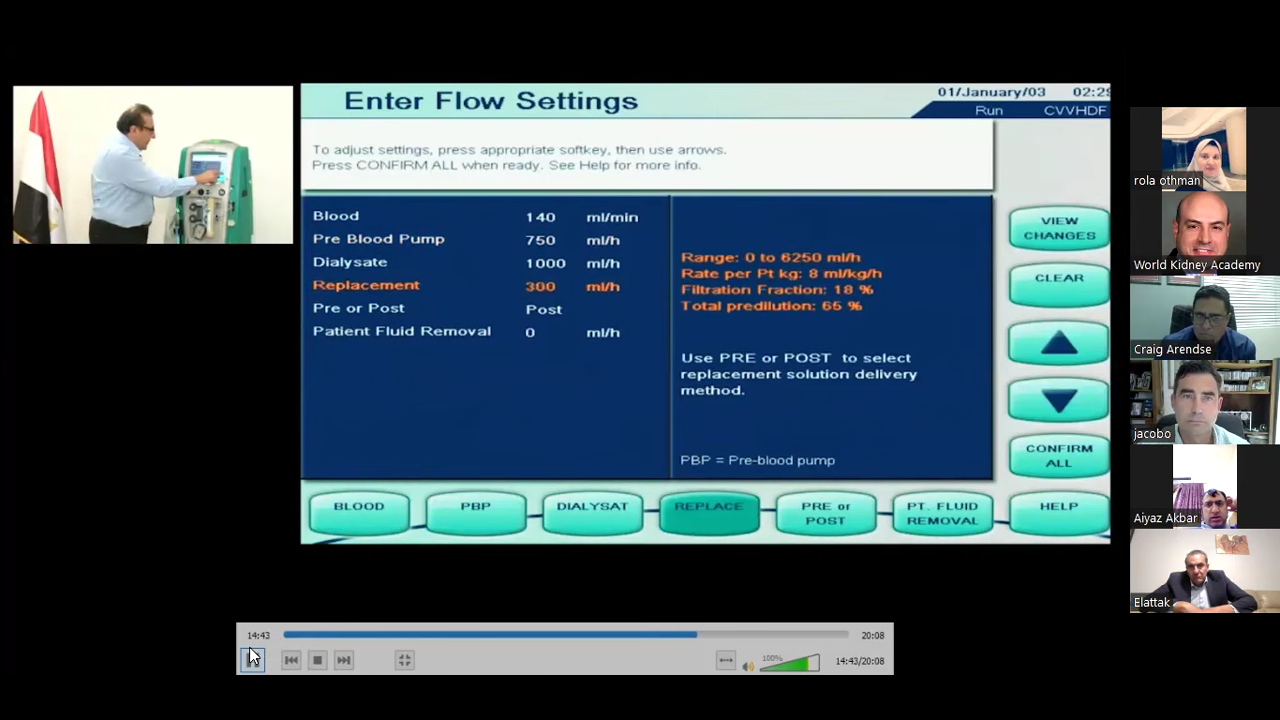 Enter Flow Settings
01/January/03 02:29
Run CVVHDF
To adjust settings, press appropriate softkey, then use arrows.
Press CONFIRM ALL when ready. See Help for more info.
Blood 140 ml/min
Pre Blood Pump 750 ml/h
Dialysate 1000 ml/h
Replacement 300 ml/h
Pre or Post Post
Patient Fluid Removal 0 ml/h
Range: 0 to 6250 ml/h
Rate per Pt kg: 8 ml/kg/h
Filtration Fraction: 18 %
Total predilution: 65 %
Use PRE or POST to select
replacement solution delivery
method.
PBP = Pre-blood pump
VIEW
CHANGES
CLEAR
CONFIRM
ALL
BLOOD
PBP
DIALYSAT
REPLACE
PRE or
POST
PT. FLUID
REMOVAL
HELP
rola othman
World Kidney Academy
Craig Arendse
jacobo
Aiyaz Akbar
Elattak
14:43
20:08
100%
14:43/20:08